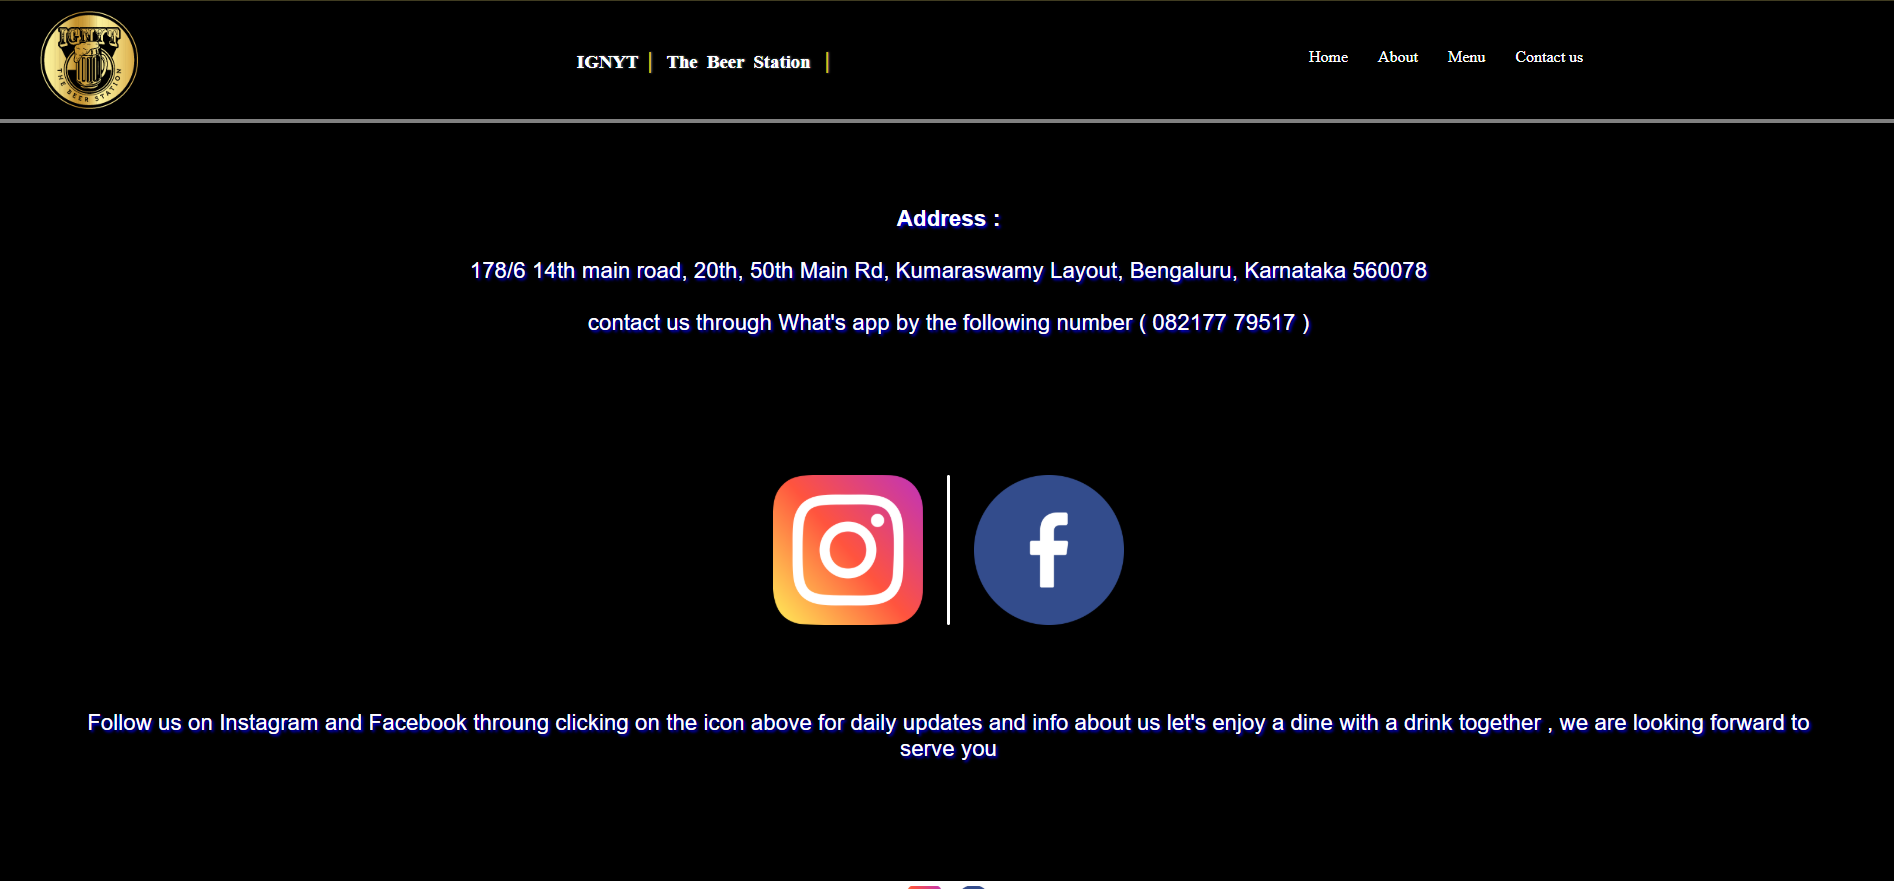 IGNYT
THE BEER STATION
IGNYT | The Beer Station |
Home About Menu Contact us
Address :
178/6 14th main road, 20th, 50th Main Rd, Kumaraswamy Layout, Bengaluru, Karnataka 560078
contact us through What's app by the following number ( 082177 79517 )
Follow us on Instagram and Facebook throung clicking on the icon above for daily updates and info about us let's enjoy a dine with a drink together , we are looking forward to
serve you